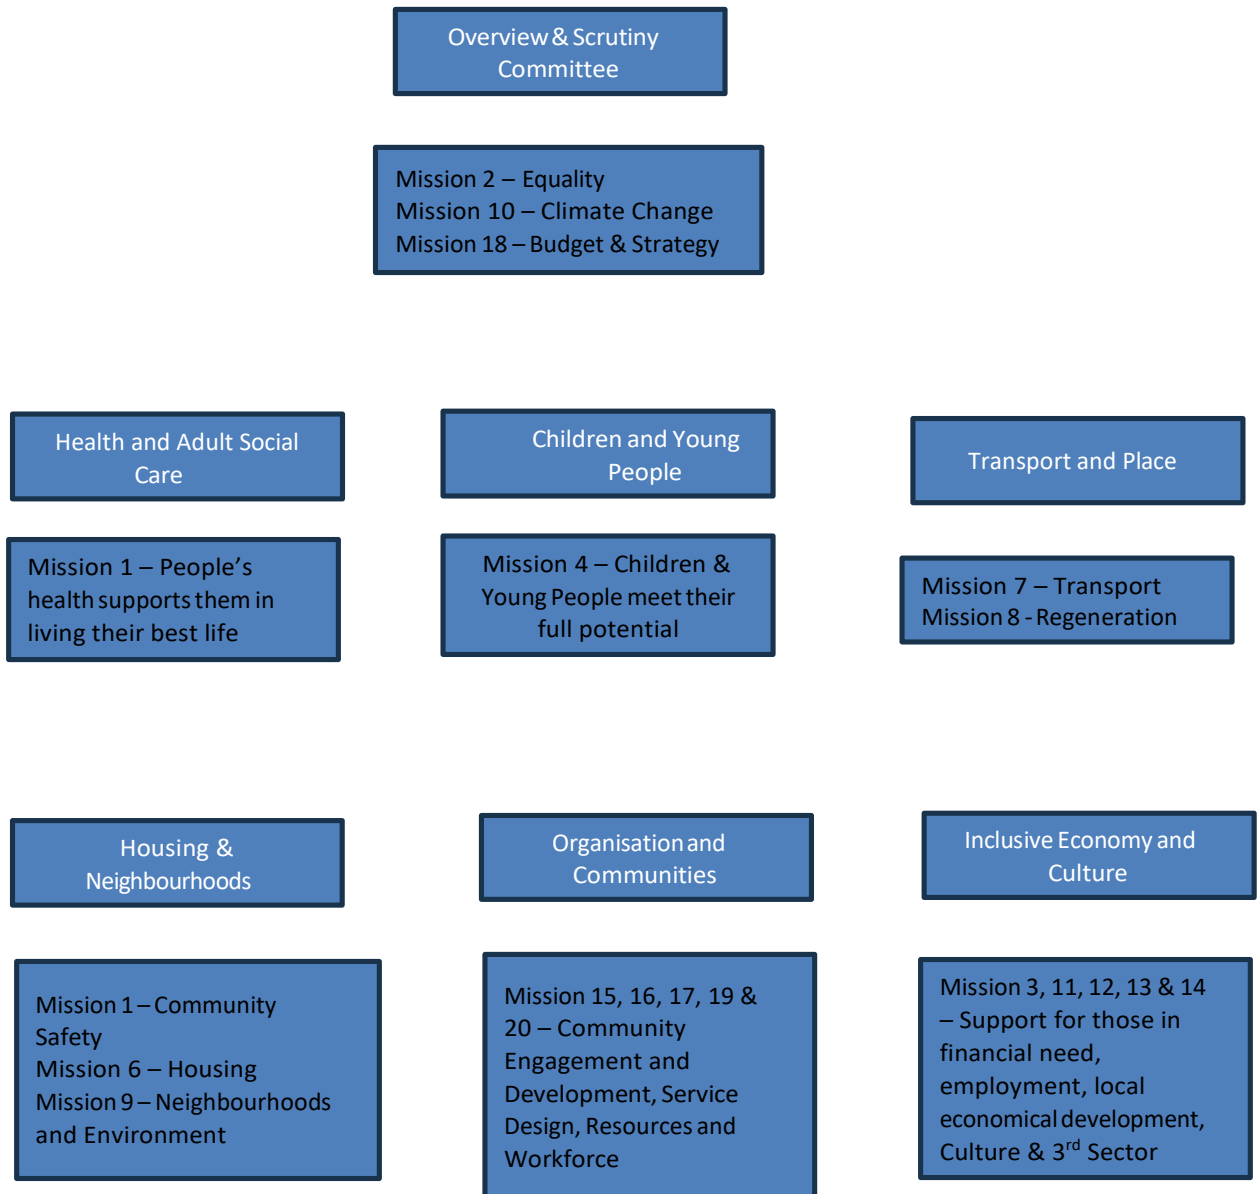 Overview & Scrutiny
Committee
Mission 2 – Equality
Mission 10 – Climate Change
Mission 18 – Budget & Strategy
Health and Adult Social
Care
Mission 1 – People’s
health supports them in
living their best life
Children and Young
People
Mission 4 – Children &
Young People meet their
full potential
Transport and Place
Mission 7 – Transport
Mission 8 - Regeneration
Housing &
Neighbourhoods
Mission 1 – Community
Safety
Mission 6 – Housing
Mission 9 – Neighbourhoods
and Environment
Organisation and
Communities
Mission 15, 16, 17, 19 &
20 – Community
Engagement and
Development, Service
Design, Resources and
Workforce
Inclusive Economy and
Culture
Mission 3, 11, 12, 13 & 14
– Support for those in
financial need,
employment, local
economical development,
Culture & 3rd Sector